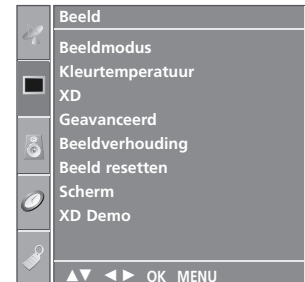 Beeld
Beeldmodus
Kleurtemperatuur
XD
Geavanceerd
Beeldverhouding
Beeld resetten
Scherm
XD Demo
▲▼ ◄► OK MENU